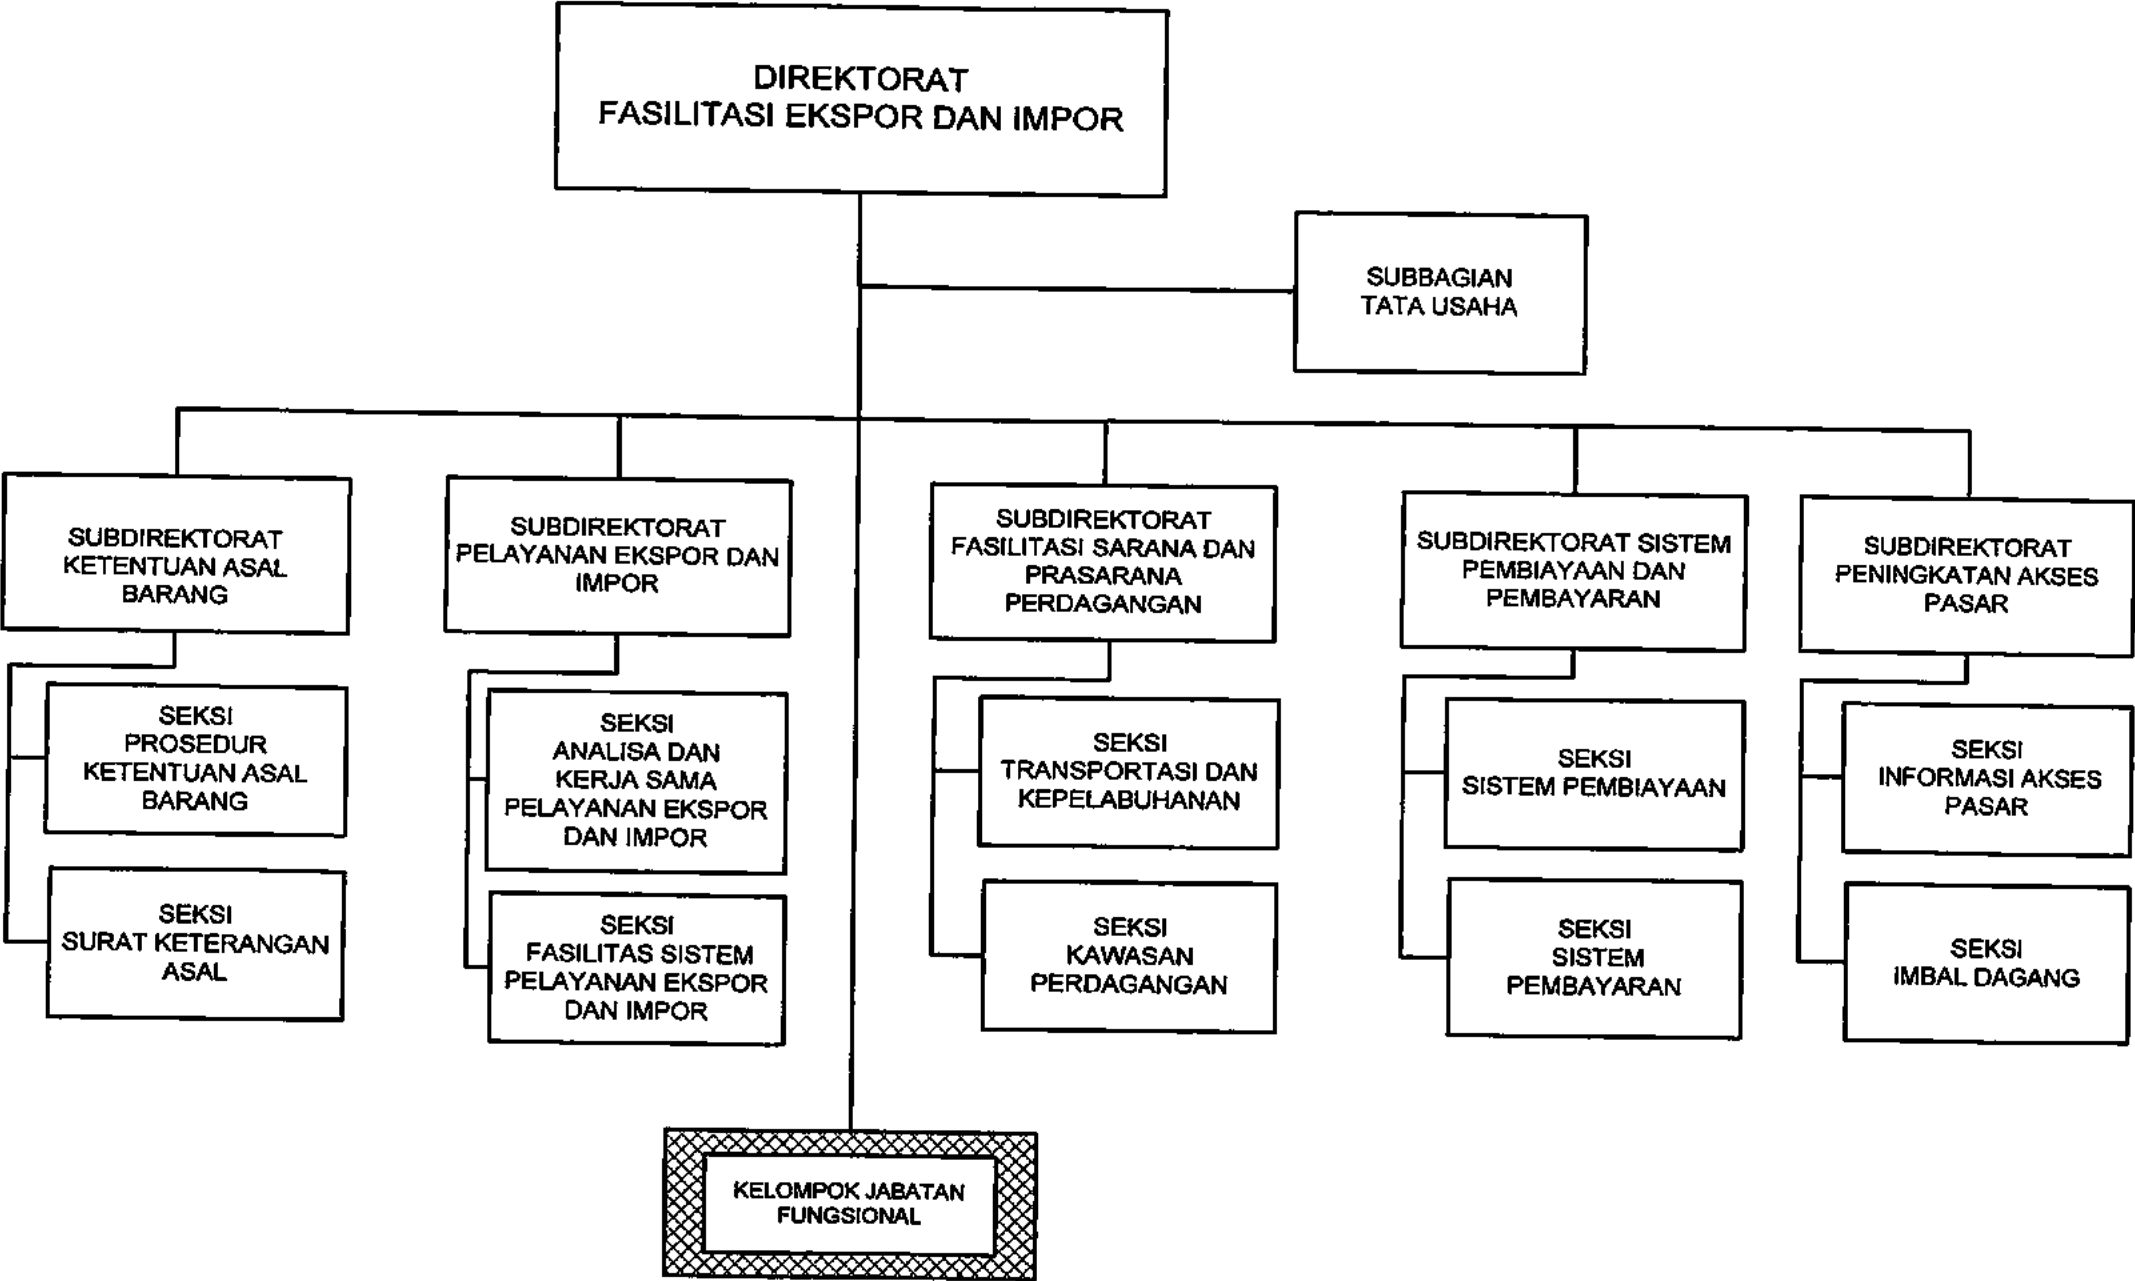 DIREKTORAT
FASILITASI EKSPOR DAN IMPOR
SUBBAGIAN
TATA USAHA
SUBDIREKTORAT
KETENTUAN ASAL
BARANG
SUBDIREKTORAT
PELAYANAN EKSPOR DAN
IMPOR
SUBDIREKTORAT
FASILITASI SARANA DAN
PRASARANA
PERDAGANGAN
SUBDIREKTORAT SISTEM
PEMBIAYAAN DAN
PEMBAYARAN
SUBDIREKTORAT
PENINGKATAN AKSES
PASAR
SEKSI
PROSEDUR
KETENTUAN ASAL
BARANG
SEKSI
ANALISA DAN
KERJA SAMA
PELAYANAN EKSPOR
DAN IMPOR
SEKSI
TRANSPORTASI DAN
KEPELABUHANAN
SEKSI
SISTEM PEMBIAYAAN
SEKSI
INFORMASI AKSES
PASAR
SEKSI
SURAT KETERANGAN
ASAL
SEKSI
FASILITAS SISTEM
PELAYANAN EKSPOR
DAN IMPOR
SEKSI
KAWASAN
PERDAGANGAN
SEKSI
SISTEM
PEMBAYARAN
SEKSI
IMBAL DAGANG
KELOMPOK JABATAN
FUNGSIONAL